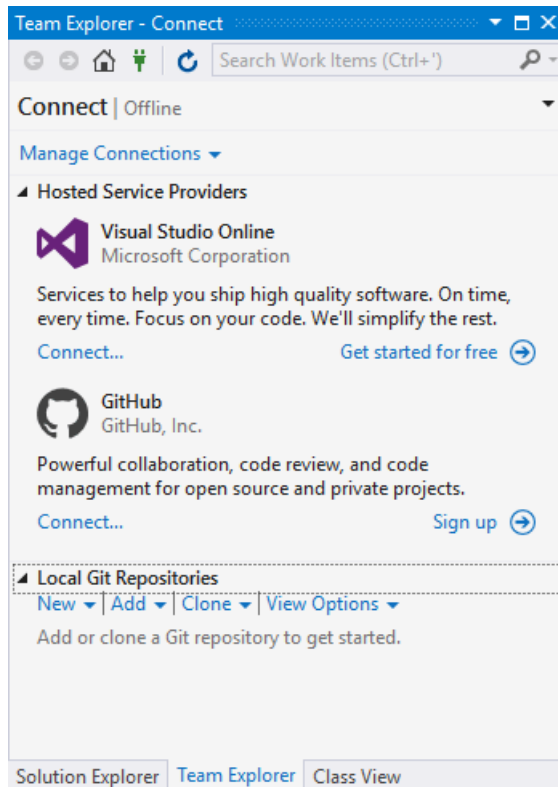 Team Explorer - Connect
Search Work Items (Ctrl+')
Connect | Offline
Manage Connections
Hosted Service Providers
Visual Studio Online
Microsoft Corporation
Services to help you ship high quality software. On time,
every time. Focus on your code. We'll simplify the rest.
Connect... Get started for free
GitHub
GitHub, Inc.
Powerful collaboration, code review, and code
management for open source and private projects.
Connect... Sign up
Local Git Repositories
New | Add | Clone | View Options
Add or clone a Git repository to get started.
Solution Explorer Team Explorer Class View